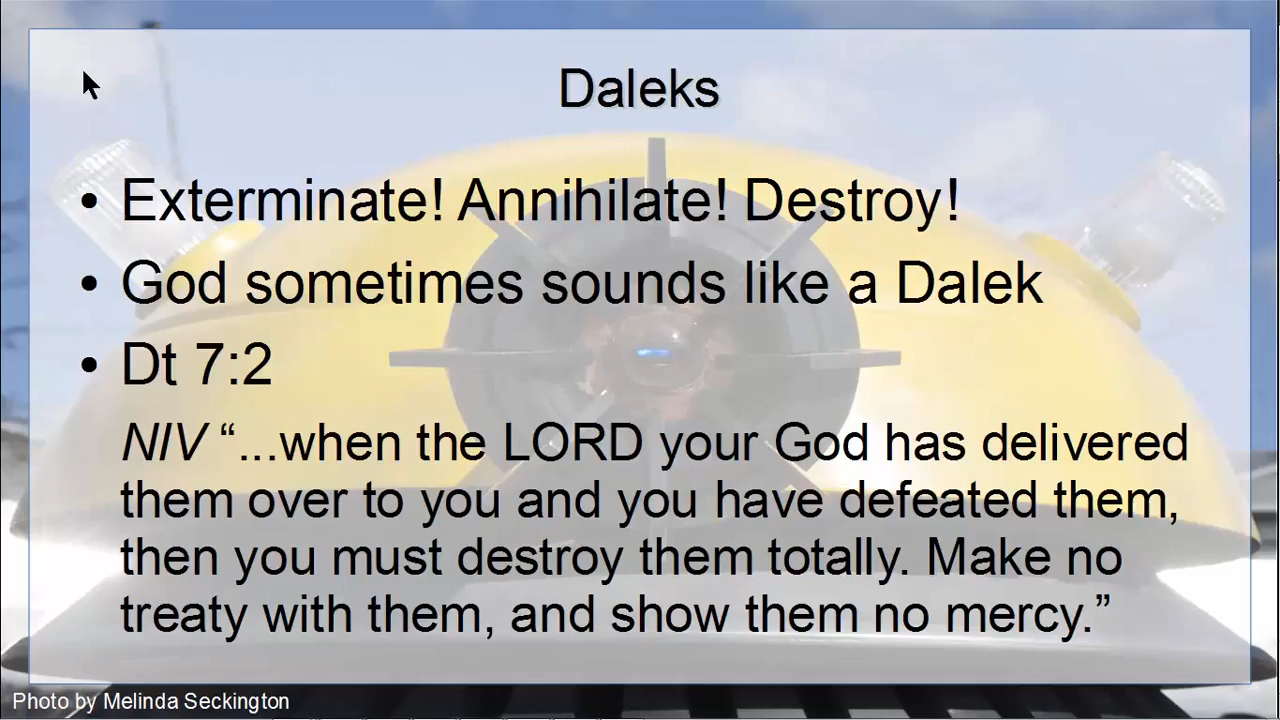 Daleks
• Exterminate! Annihilate! Destroy!
• God sometimes sounds like a Dalek
• Dt 7:2
NIV “...when the LORD your God has delivered
them over to you and you have defeated them,
then you must destroy them totally. Make no
treaty with them, and show them no mercy.”
Photo by Melinda Seckington